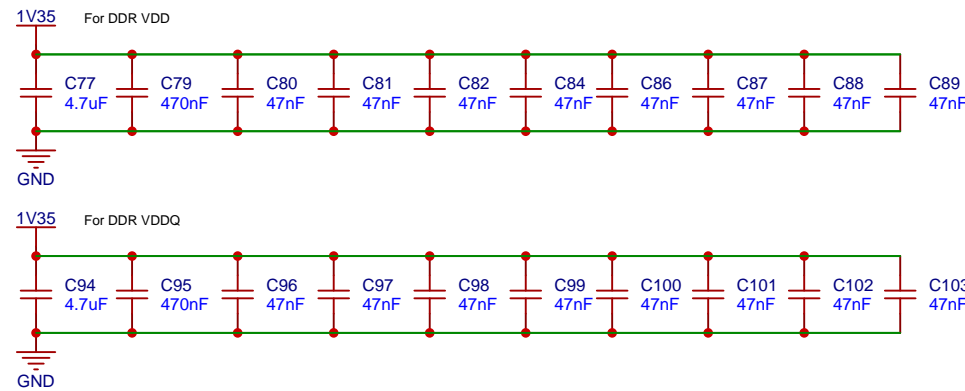 1V35 For DDR VDD
C77 C79 C80 C81 C82 C84 C86 C87 C88 C89
4.7uF 470nF 47nF 47nF 47nF 47nF 47nF 47nF 47nF 47nF
GND
1V35 For DDR VDDQ
C94 C95 C96 C97 C98 C99 C100 C101 C102 C103
4.7uF 470nF 47nF 47nF 47nF 47nF 47nF 47nF 47nF 47nF
GND